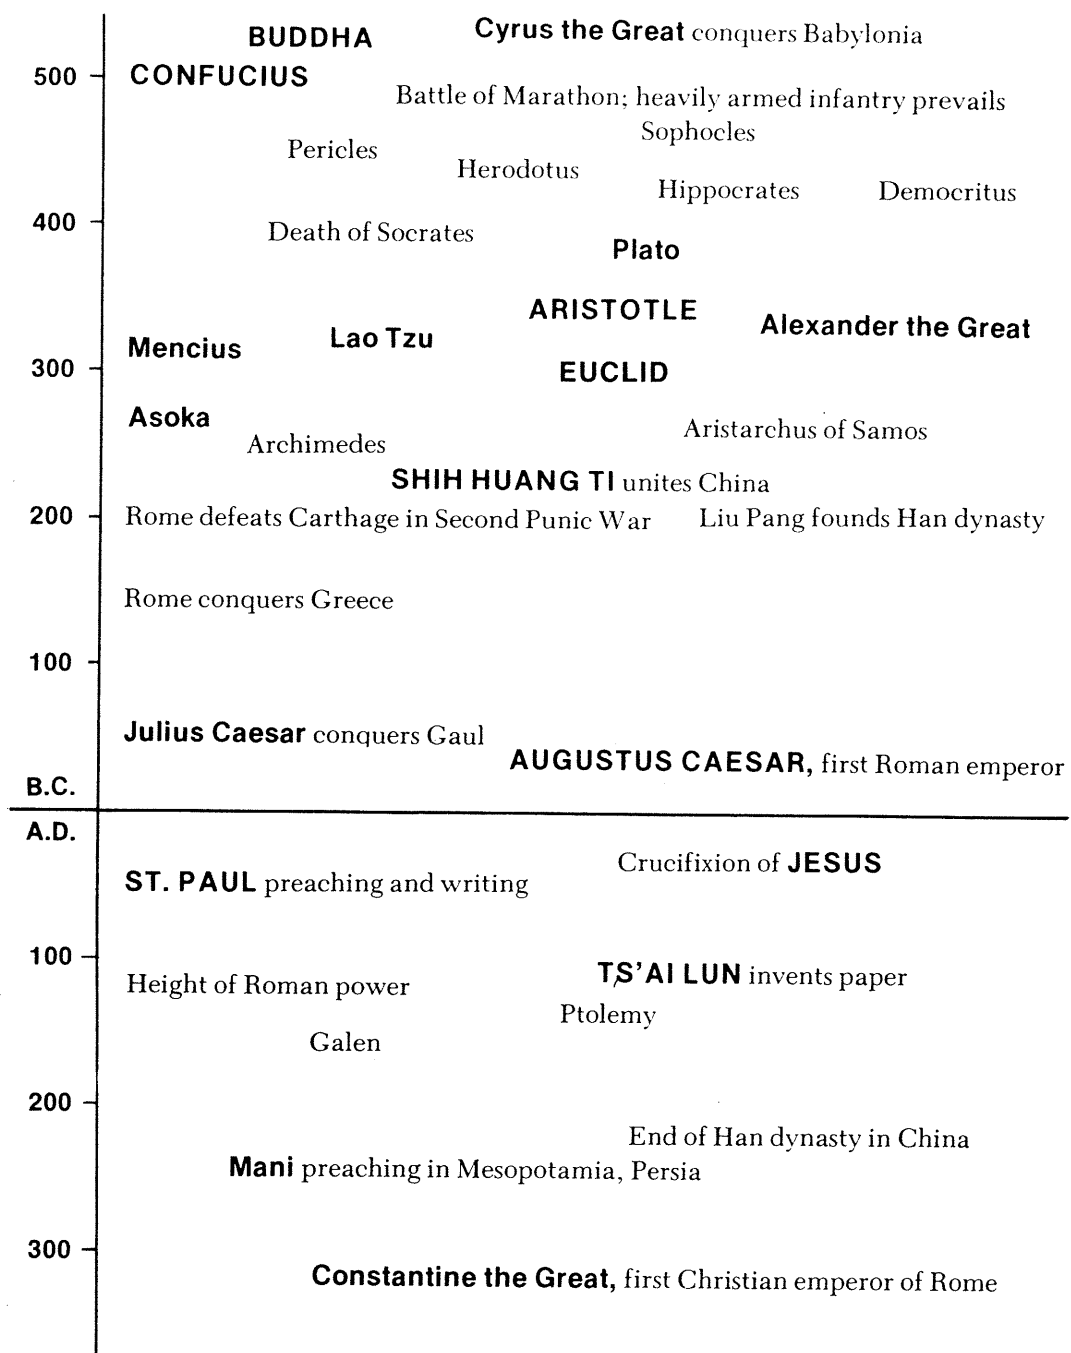 BUDDHA
Cyrus the Great conquers Babylonia
500
CONFUCIUS
Battle of Marathon; heavily armed infantry prevails
Sophocles
Pericles
Herodotus
Hippocrates
Democritus
400
Death of Socrates
Plato
ARISTOTLE
Alexander the Great
Lao Tzu
Mencius
300
EUCLID
Asoka
Aristarchus of Samos
Archimedes
SHIH HUANG TI unites China
200
Rome defeats Carthage in Second Punic War
Liu Pang founds Han dynasty
Rome conquers Greece
100
Julius Caesar conquers Gaul
AUGUSTUS CAESAR, first Roman emperor
B.C.
A.D.
Crucifixion of JESUS
ST. PAUL preaching and writing
100
TS'AI LUN invents paper
Height of Roman power
Ptolemy
Galen
200
End of Han dynasty in China
Mani preaching in Mesopotamia, Persia
300
Constantine the Great, first Christian emperor of Rome